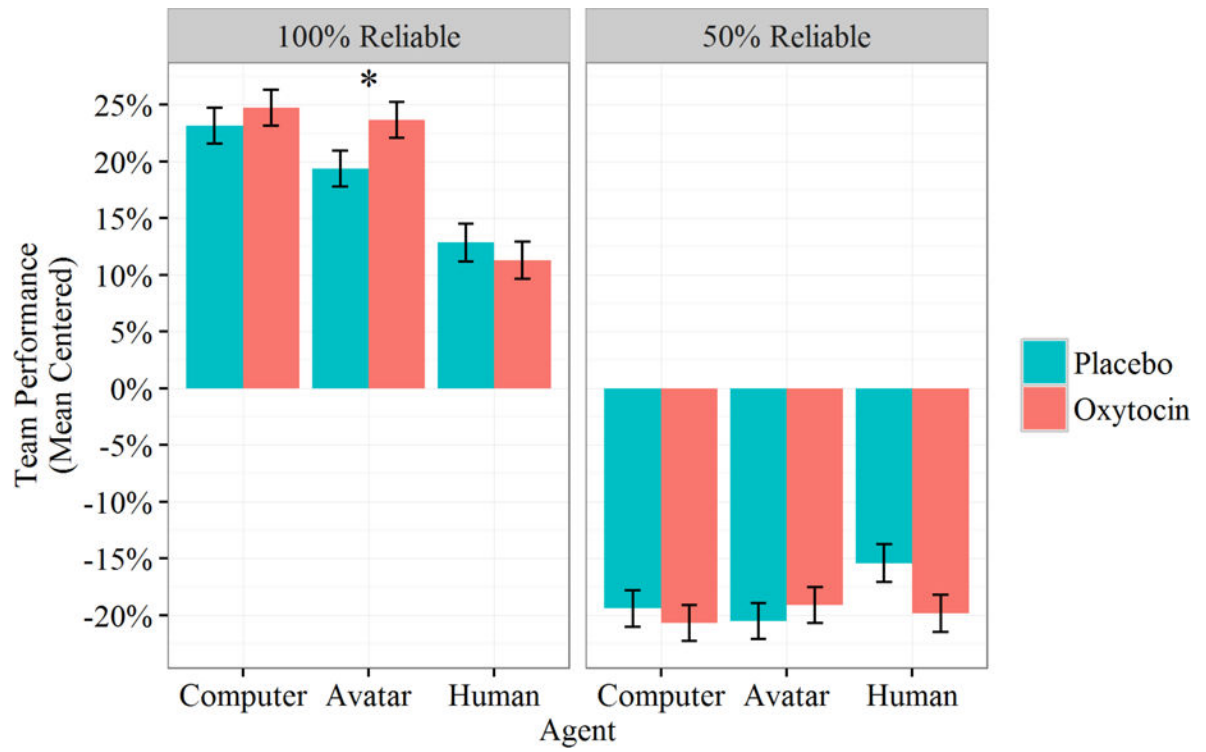 100% Reliable
50% Reliable
*
25%
20%
15%
10%
5%
0%
-5%
-10%
-15%
-20%
Team Performance
(Mean Centered)
Computer Avatar Human
Computer Avatar Human
Agent
Placebo
Oxytocin